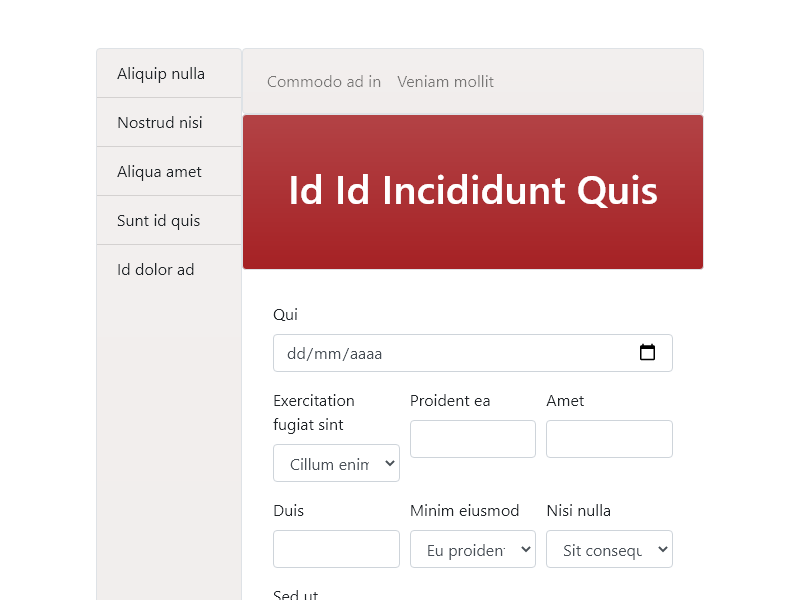 Aliquip nulla
Nostrud nisi
Aliqua amet
Sunt id quis
Id dolor ad
Commodo ad in Veniam mollit
Id Id Incididunt Quis
Qui
dd/mm/aaaa
Exercitation fugiat sint
Cillum enim
Proident ea
Amet
Duis
Minim eiusmod
Eu proident
Nisi nulla
Sit consequ
Sed ut